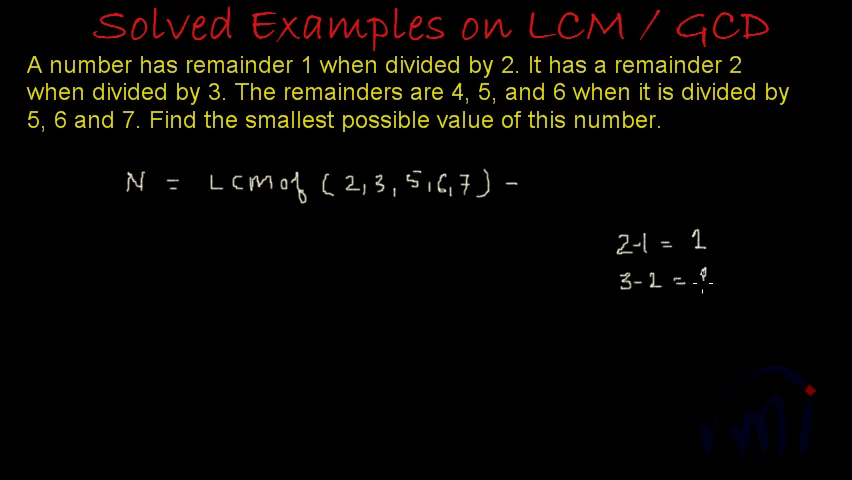 Solved Examples on LCM / GCD
A number has remainder 1 when divided by 2. It has a remainder 2
when divided by 3. The remainders are 4, 5, and 6 when it is divided by
5, 6 and 7. Find the smallest possible value of this number.
N = LCM of (2,3,5,6,7) -
2-1 = 1
3-2 =